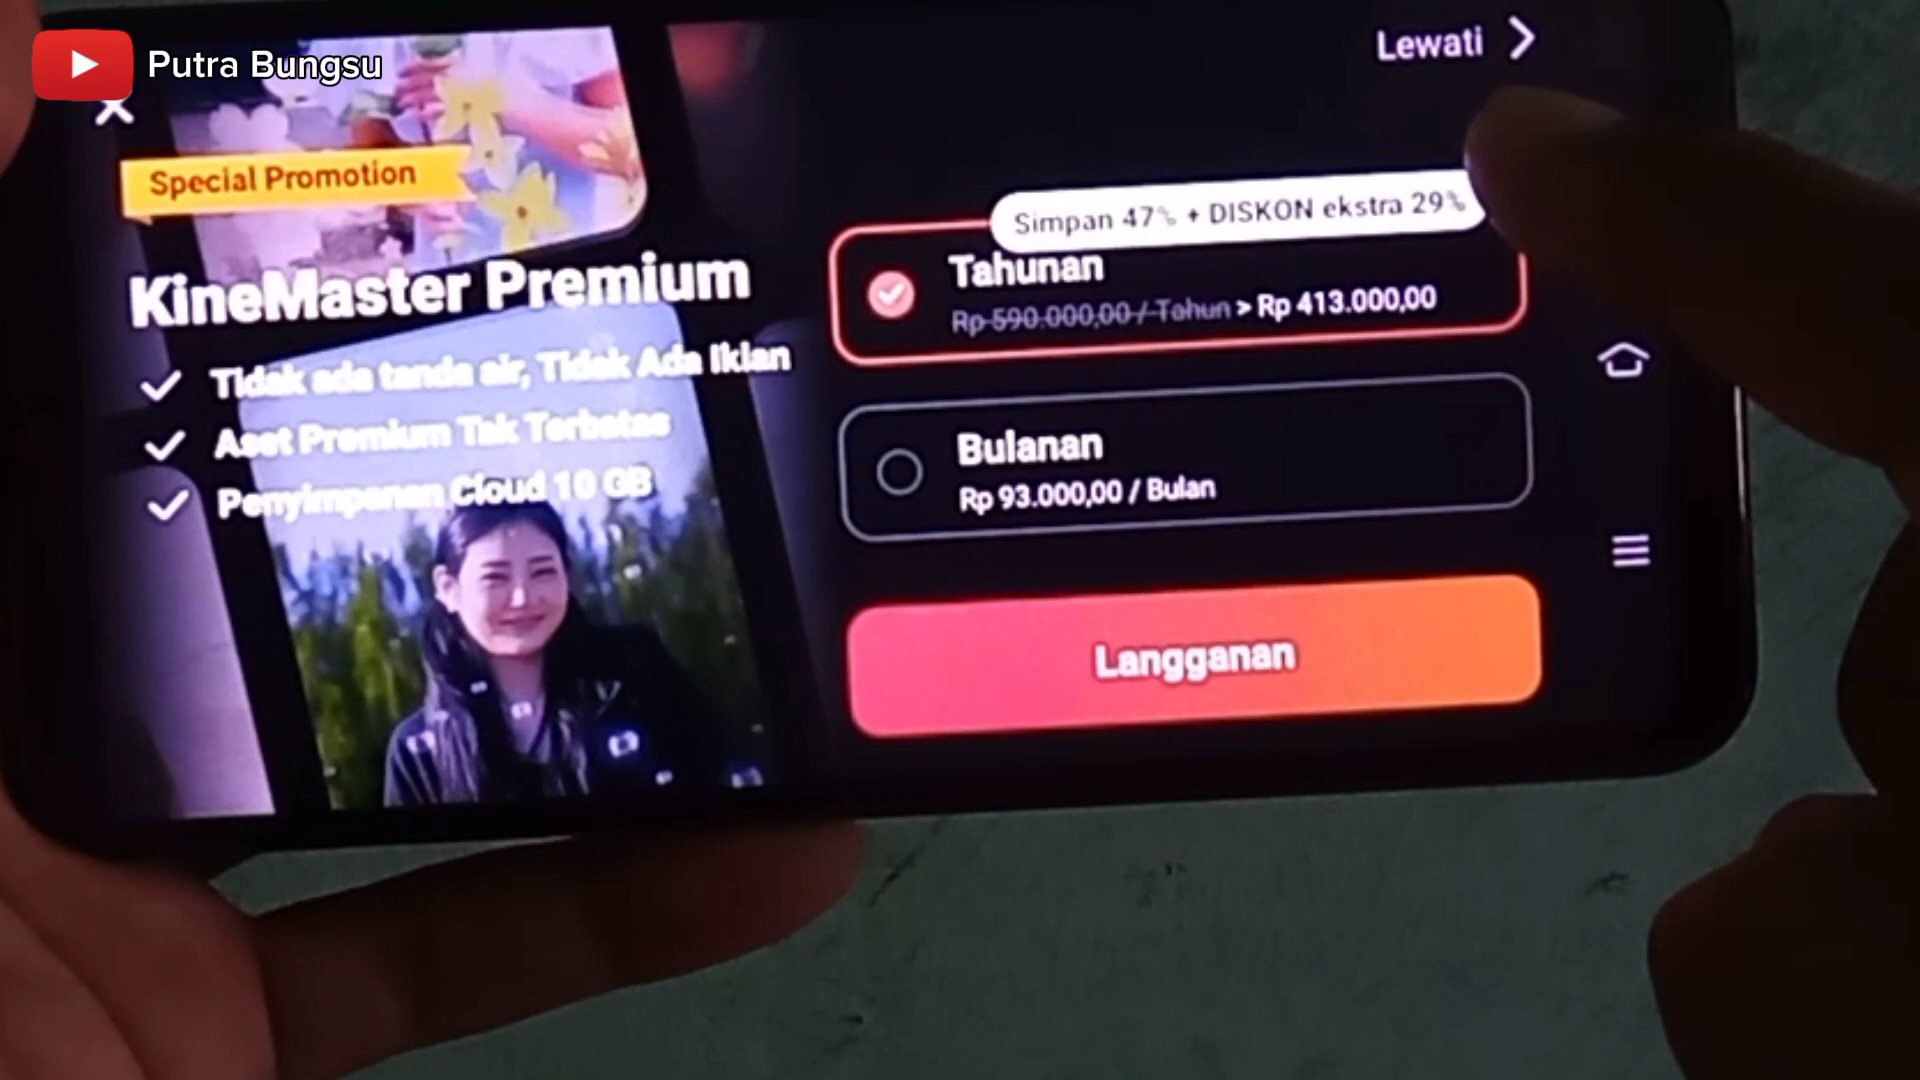 Putra Bungsu
Lewati
Special Promotion
KineMaster Premium
Tidak ada tanda air, Tidak Ada Iklan
Aset Premium Tak Terbatas
Penyimpanan Cloud 10 GB
Simpan 47% + DISKON ekstra 29%
Tahunan
Rp 590.000,00 / Tahun > Rp 413.000,00
Bulanan
Rp 93.000,00 / Bulan
Langganan